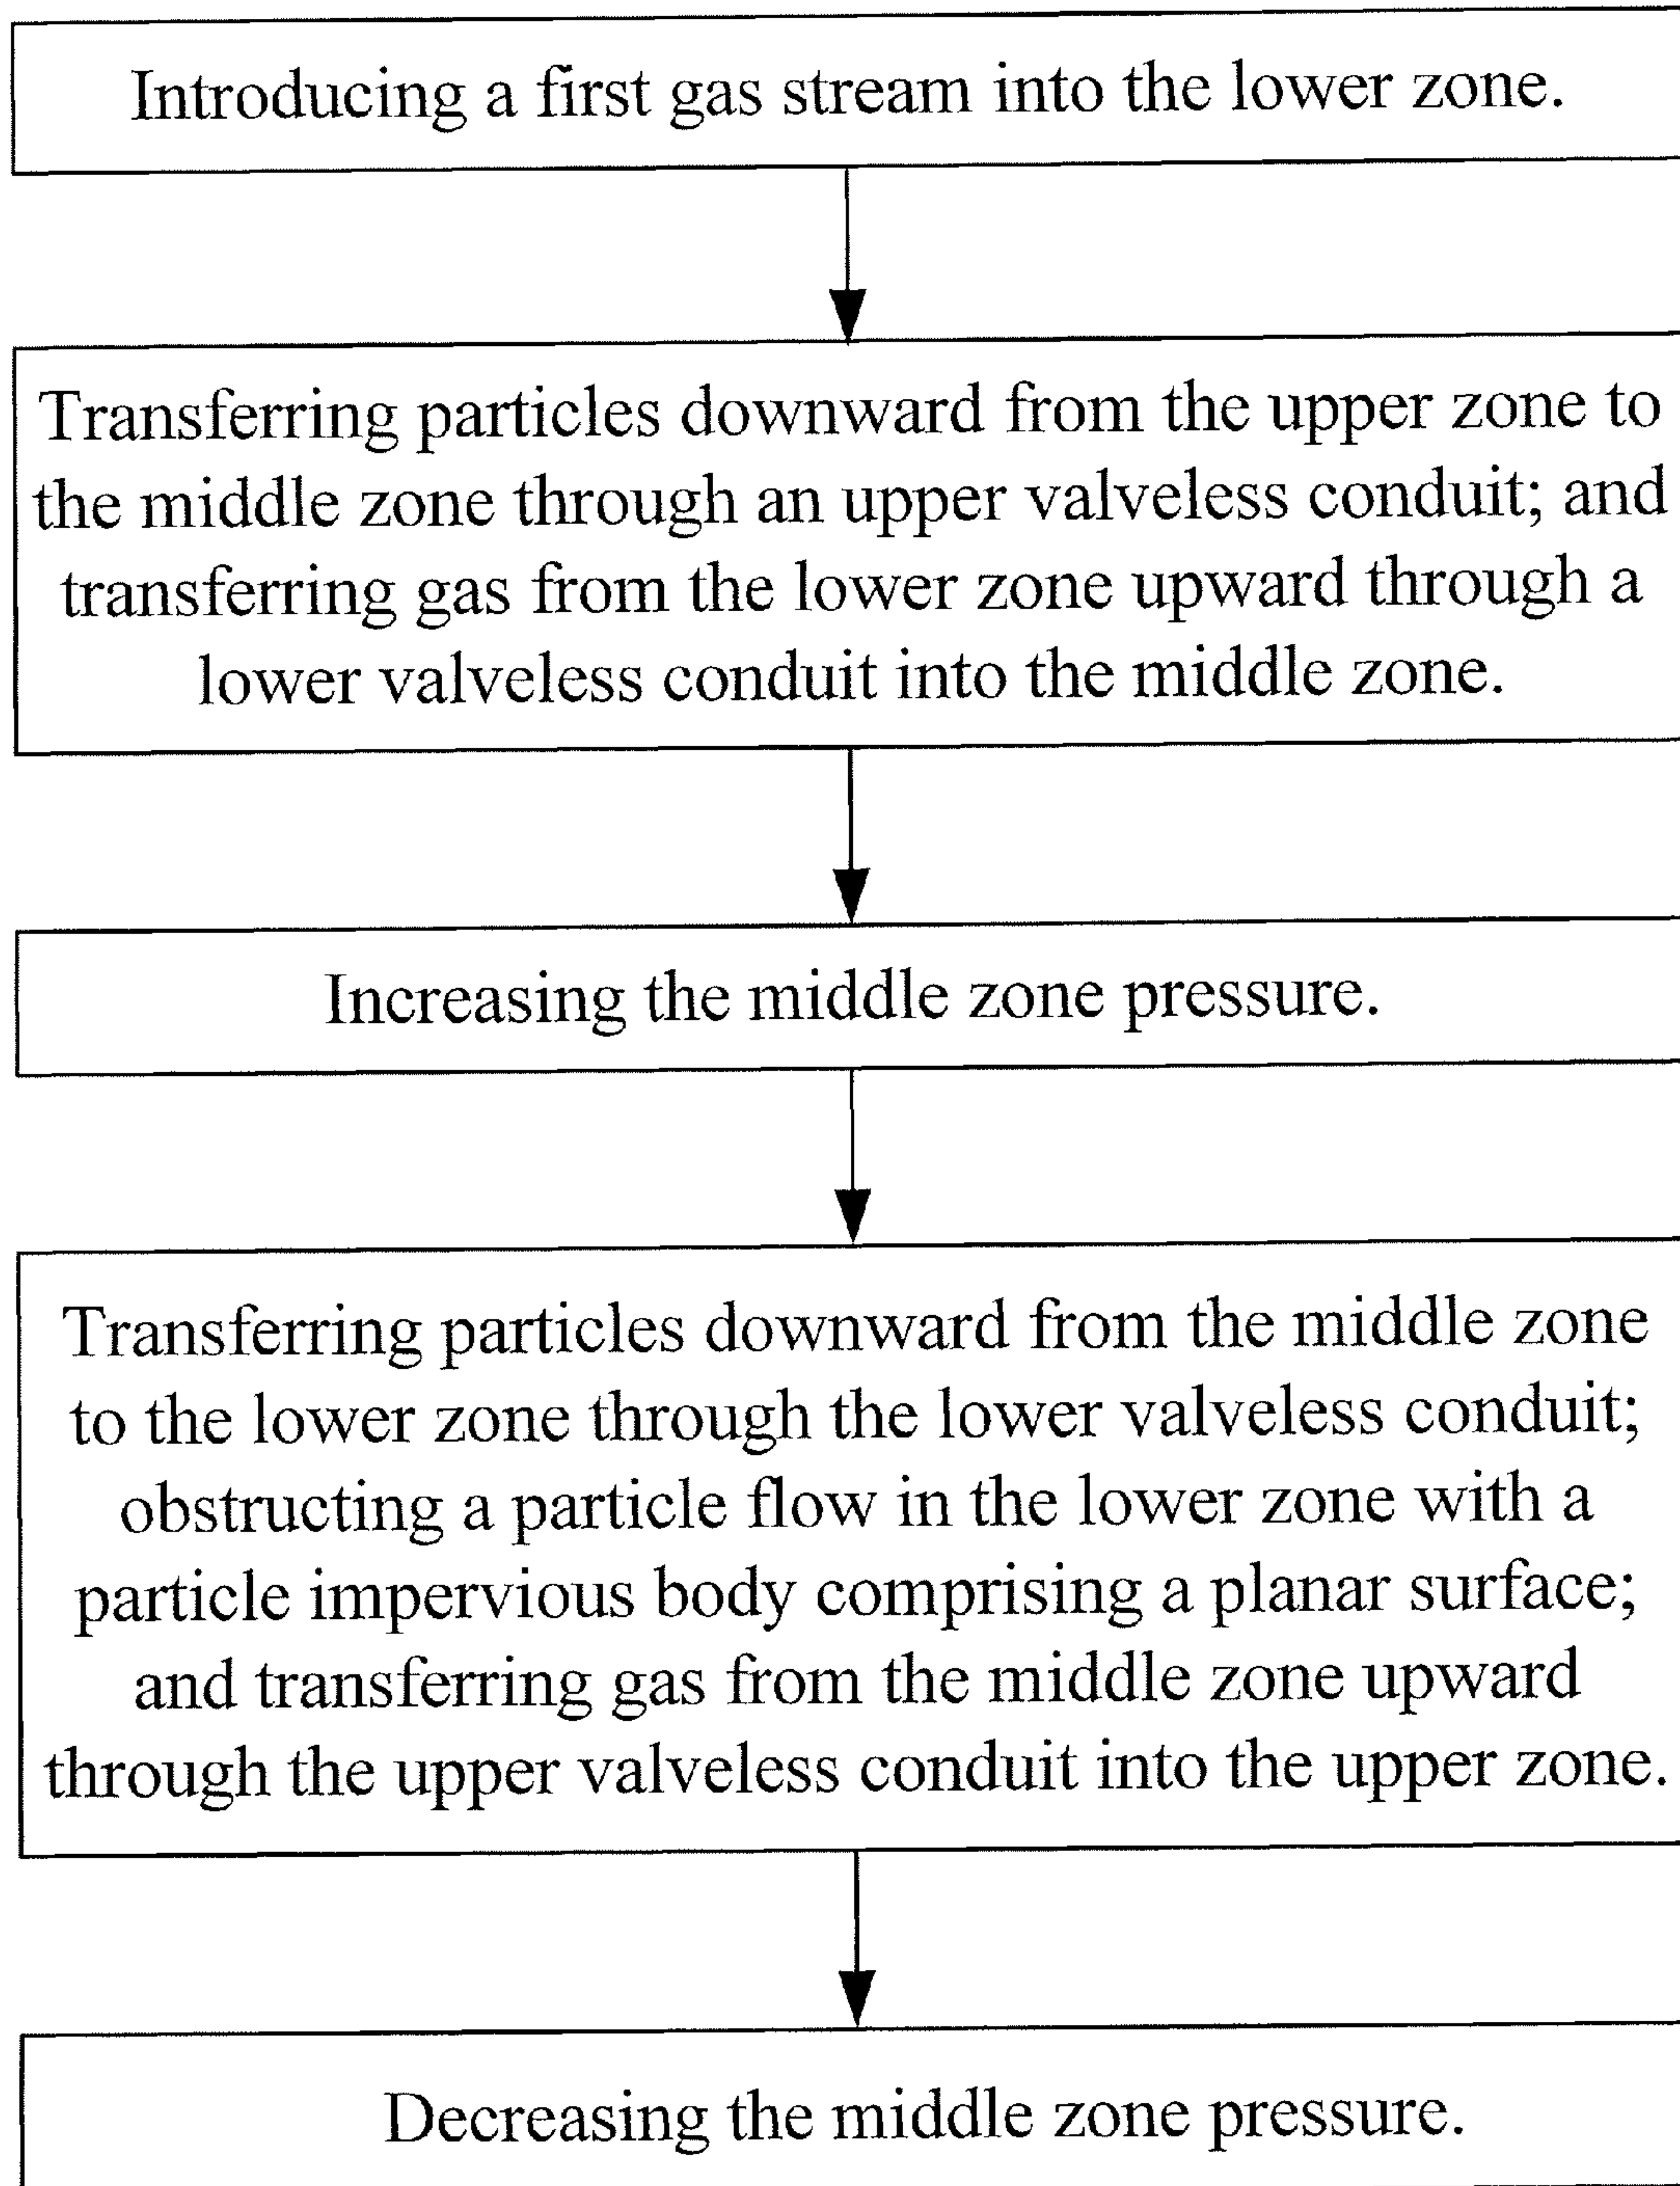 Introducing a first gas stream into the lower zone.
Transferring particles downward from the upper zone to
the middle zone through an upper valveless conduit; and
transferring gas from the lower zone upward through a
lower valveless conduit into the middle zone.
Increasing the middle zone pressure.
Transferring particles downward from the middle zone
to the lower zone through the lower valveless conduit;
obstructing a particle flow in the lower zone with a
particle impervious body comprising a planar surface;
and transferring gas from the middle zone upward
through the upper valveless conduit into the upper zone.
Decreasing the middle zone pressure.